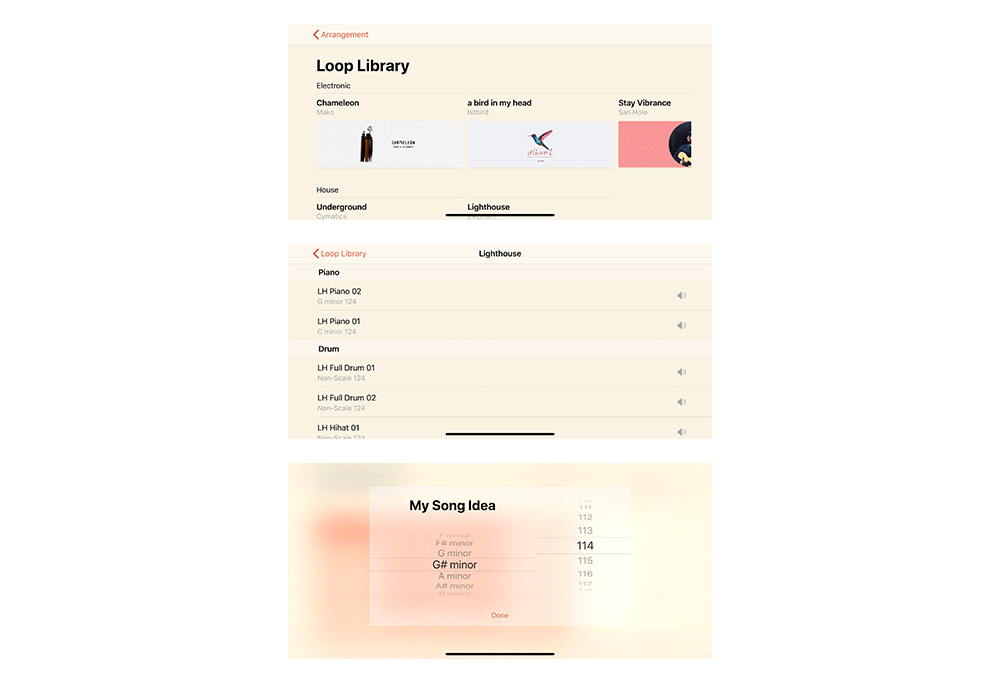 Arrangement
Loop Library
Electronic
Chameleon
a bird in my head
Stay Vibrance
Mako
bitbird
San Holo
CHAMELEON
album1
House
Underground
Lighthouse
Cymatics
Loop Library
Lighthouse
Piano
LH Piano 02
G minor 124
LH Piano 01
C minor 124
Drum
LH Full Drum 01
Non-Scale 124
LH Full Drum 02
Non-Scale 124
LH Hihat 01
Non-Scale 124
My Song Idea
F minor
F# minor
G minor
G# minor
A minor
A# minor
B minor
111
112
113
114
115
116
117
Done